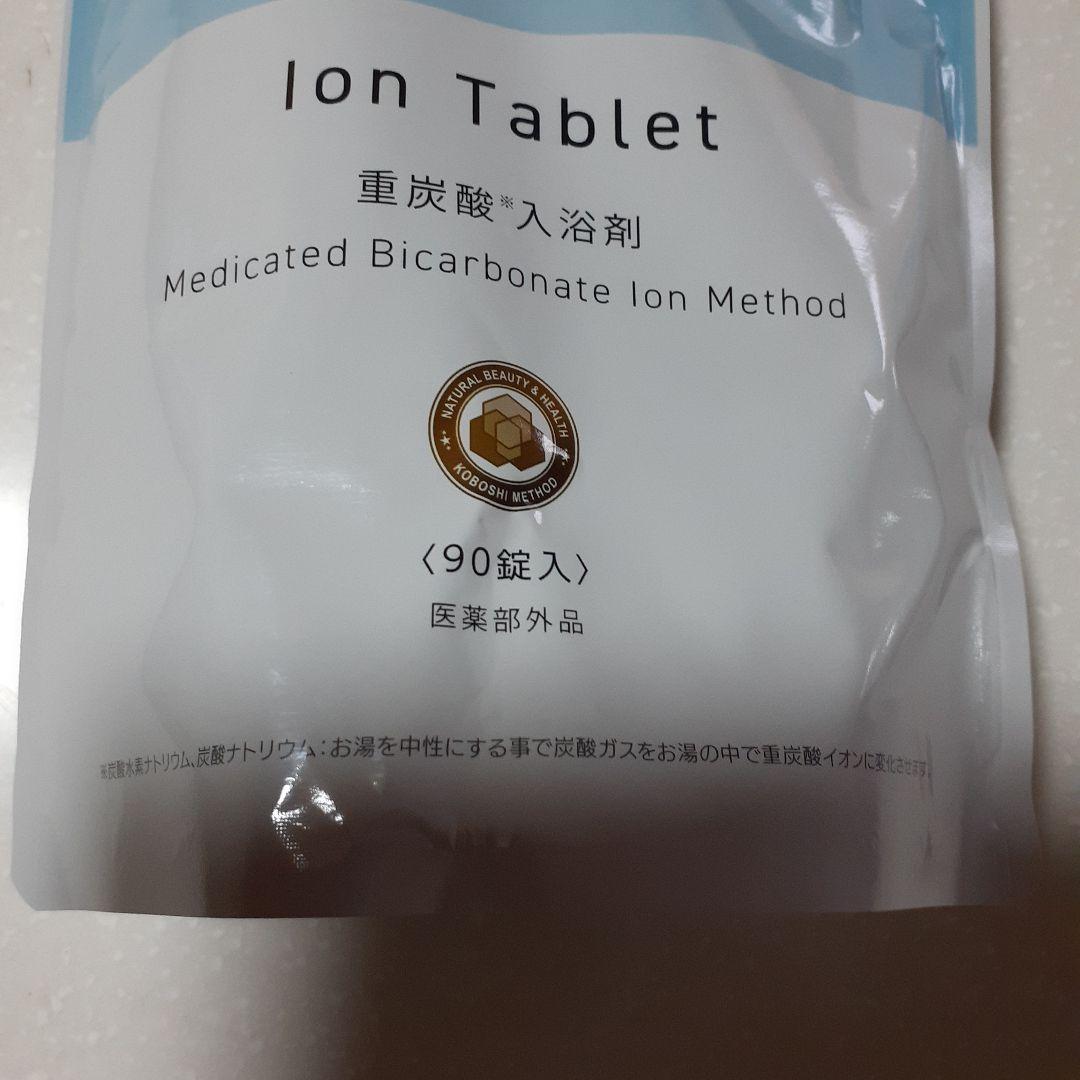 Ion Tablet
重炭酸※入浴剤
Medicated Bicarbonate Ion Method
NATURAL BEAUTY & HEALTH
KOBOSHI METHOD
〈90錠入〉
医薬部外品
※炭酸水素ナトリウム、炭酸ナトリウム：お湯を中性にする事で炭酸ガスをお湯の中で重炭酸イオンに変化させます。